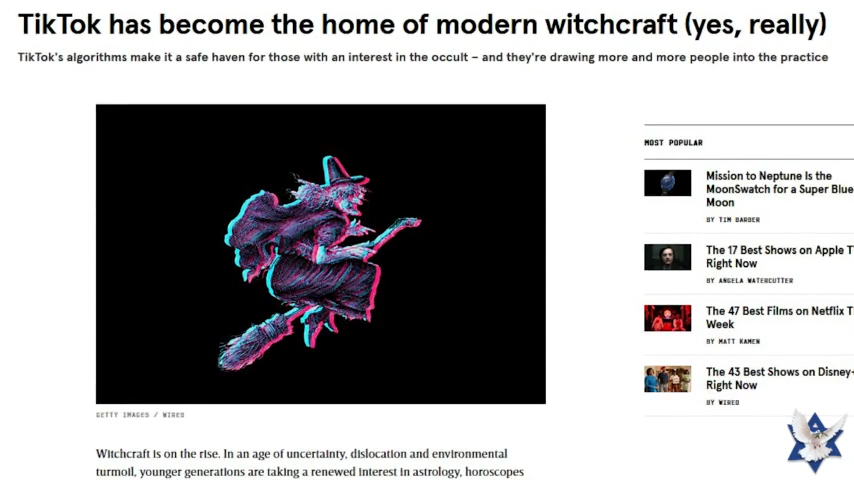 TikTok has become the home of modern witchcraft (yes, really)
TikTok's algorithms make it a safe haven for those with an interest in the occult – and they're drawing more and more people into the practice
MOST POPULAR
Mission to Neptune Is the
MoonSwatch for a Super Blue
Moon
BY TIM BARBER
The 17 Best Shows on Apple T
Right Now
BY ANGELA WATERCUTTER
The 47 Best Films on Netflix T
Week
BY MATT KAMEN
The 43 Best Shows on Disney+
Right Now
BY WIRED
GETTY IMAGES / WIRED
Witchcraft is on the rise. In an age of uncertainty, dislocation and environmental
turmoil, younger generations are taking a renewed interest in astrology, horoscopes